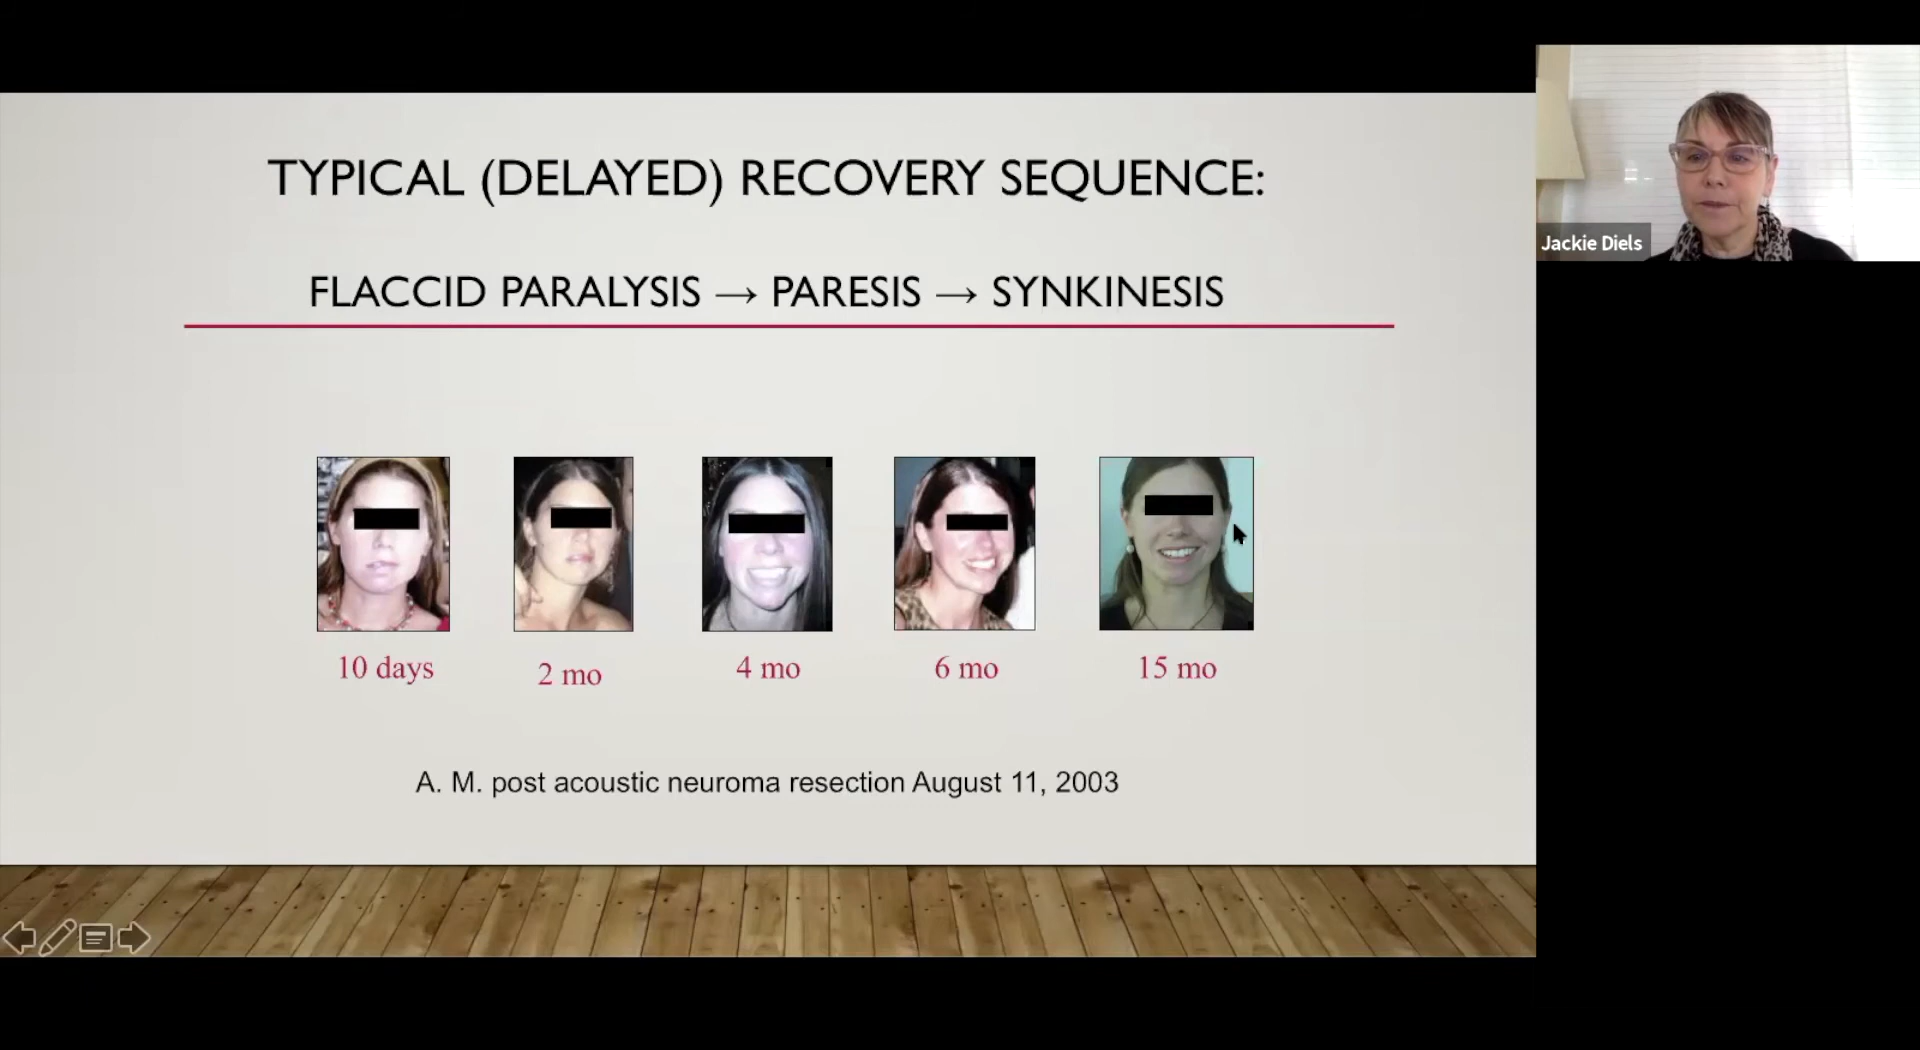 TYPICAL (DELAYED) RECOVERY SEQUENCE:
FLACCID PARALYSIS → PARESIS → SYNKINESIS
10 days
2 mo
4 mo
6 mo
15 mo
A. M. post acoustic neuroma resection August 11, 2003
Jackie Diels